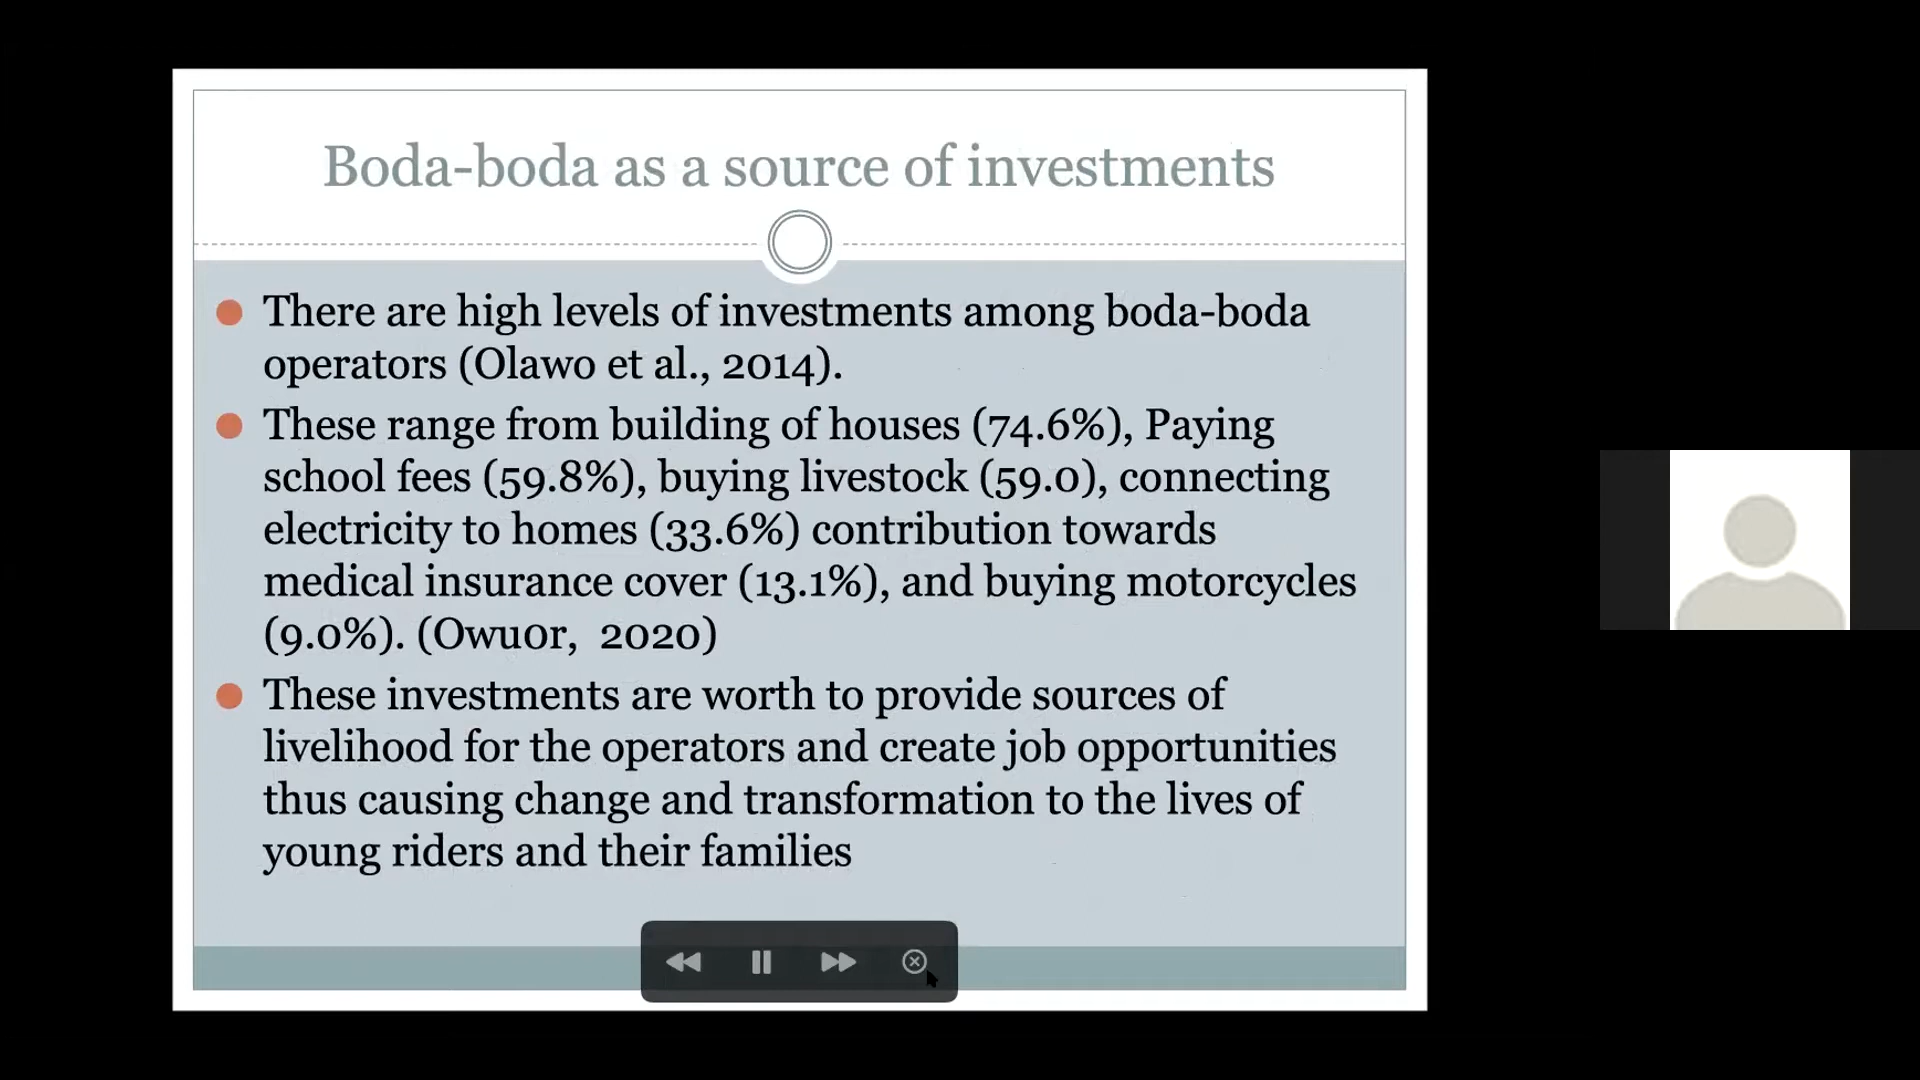 Boda-boda as a source of investments
There are high levels of investments among boda-boda
operators (Olawo et al., 2014).
These range from building of houses (74.6%), Paying
school fees (59.8%), buying livestock (59.0), connecting
electricity to homes (33.6%) contribution towards
medical insurance cover (13.1%), and buying motorcycles
(9.0%). (Owuor, 2020)
These investments are worth to provide sources of
livelihood for the operators and create job opportunities
thus causing change and transformation to the lives of
young riders and their families